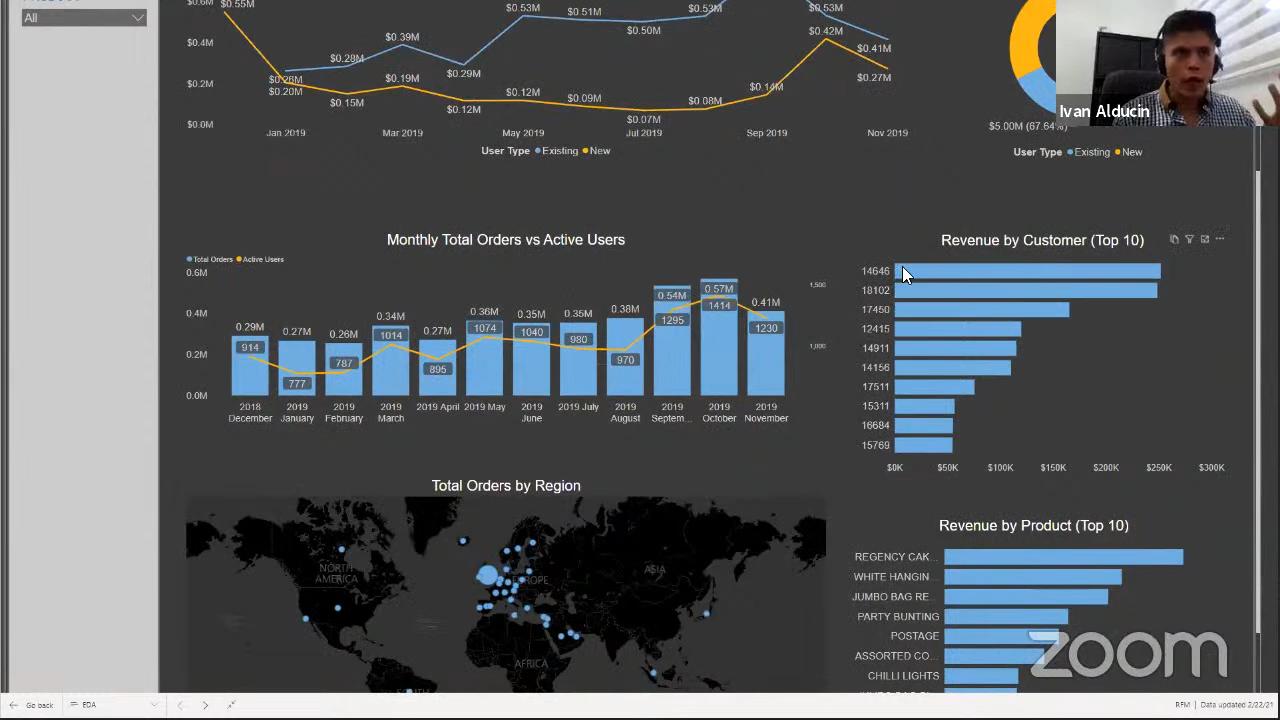 All
$0.6M
$0.55M
$0.53M
$0.51M
$0.50M
$0.53M
$0.53M
$0.4M
$0.39M
$0.42M
$0.41M
$0.28M
$0.29M
$0.26M
$0.20M
$0.2M
$0.19M
$0.15M
$0.12M
$0.12M
$0.09M
$0.07M
$0.08M
$0.14M
$0.27M
$0.0M
Jan 2019 Mar 2019 May 2019 Jul 2019 Sep 2019 Nov 2019
User Type Existing New
Ivan Alducin
$5.00M (67.64%)
User Type Existing New
Monthly Total Orders vs Active Users
Total Orders Active Users
0.6M
0.4M
0.2M
0.0M
0.29M 0.27M 0.26M 0.34M 0.27M 0.36M 0.35M 0.35M 0.38M 0.54M 0.57M 0.41M
914 777 787 1014 895 1074 1040 980 970 1295 1414 1230
1,500
1,000
2018 December
2019 January
2019 February
2019 March
2019 April
2019 May
2019 June
2019 July
2019 August
2019 Septem...
2019 October
2019 November
Revenue by Customer (Top 10)
14646
18102
17450
12415
14911
14156
17511
15311
16684
15769
$0K $50K $100K $150K $200K $250K $300K
Total Orders by Region
NORTH AMERICA
EUROPE
ASIA
AFRICA
Revenue by Product (Top 10)
REGENCY CAK...
WHITE HANGIN...
JUMBO BAG RE...
PARTY BUNTING
POSTAGE
ASSORTED CO...
CHILLI LIGHTS
zoom
Go back
EDA
RFM | Data updated 2/22/21